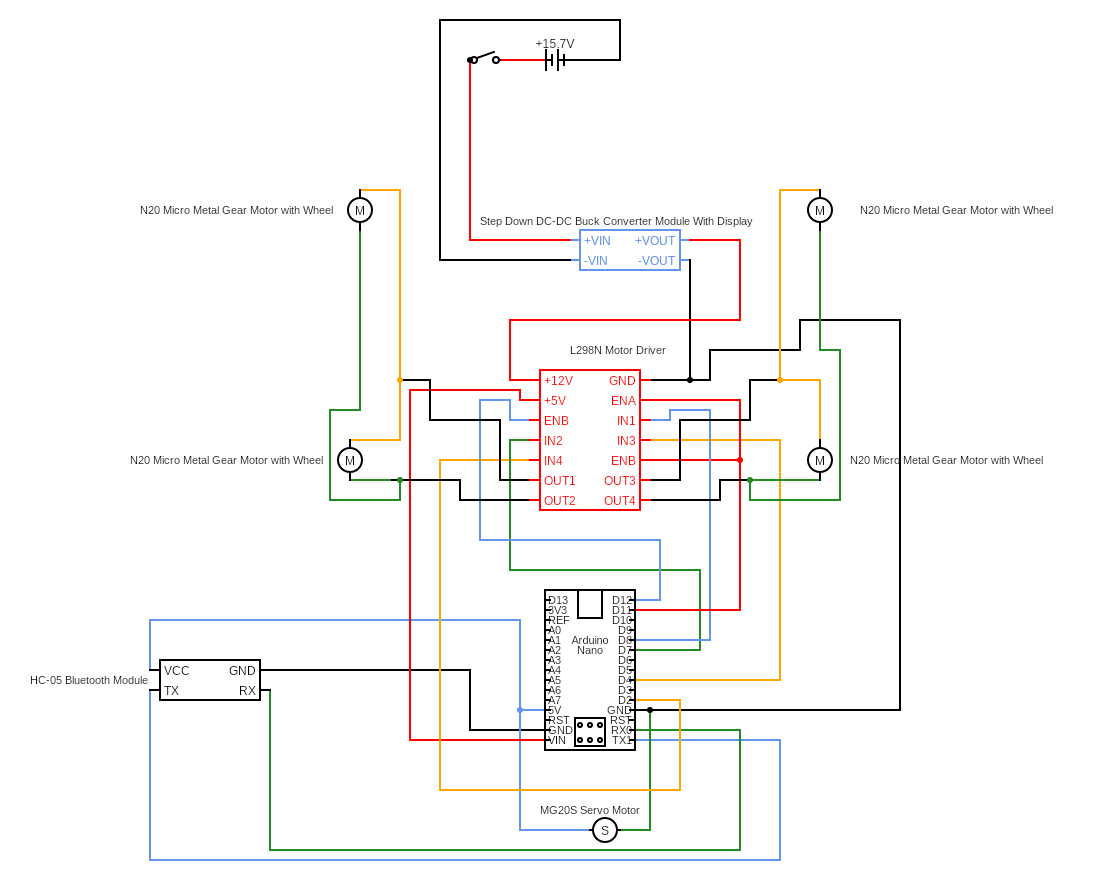 +15.7V
N20 Micro Metal Gear Motor with Wheel
M
M
N20 Micro Metal Gear Motor with Wheel
Step Down DC-DC Buck Converter Module With Display
+VIN +VOUT
-VIN -VOUT
L298N Motor Driver
+12V GND
+5V ENA
ENB IN1
IN2 IN3
IN4 ENB
OUT1 OUT3
OUT2 OUT4
N20 Micro Metal Gear Motor with Wheel
M
M
N20 Micro Metal Gear Motor with Wheel
D13 D12
3V3 D11
REF D10
A0 D9
A1 D8
A2 D7
A3 D6
A4 D5
A5 D4
A6 D3
A7 D2
5V GND
RST RST
GND RX0
VIN TX1
Arduino
Nano
HC-05 Bluetooth Module
VCC GND
TX RX
MG20S Servo Motor
S